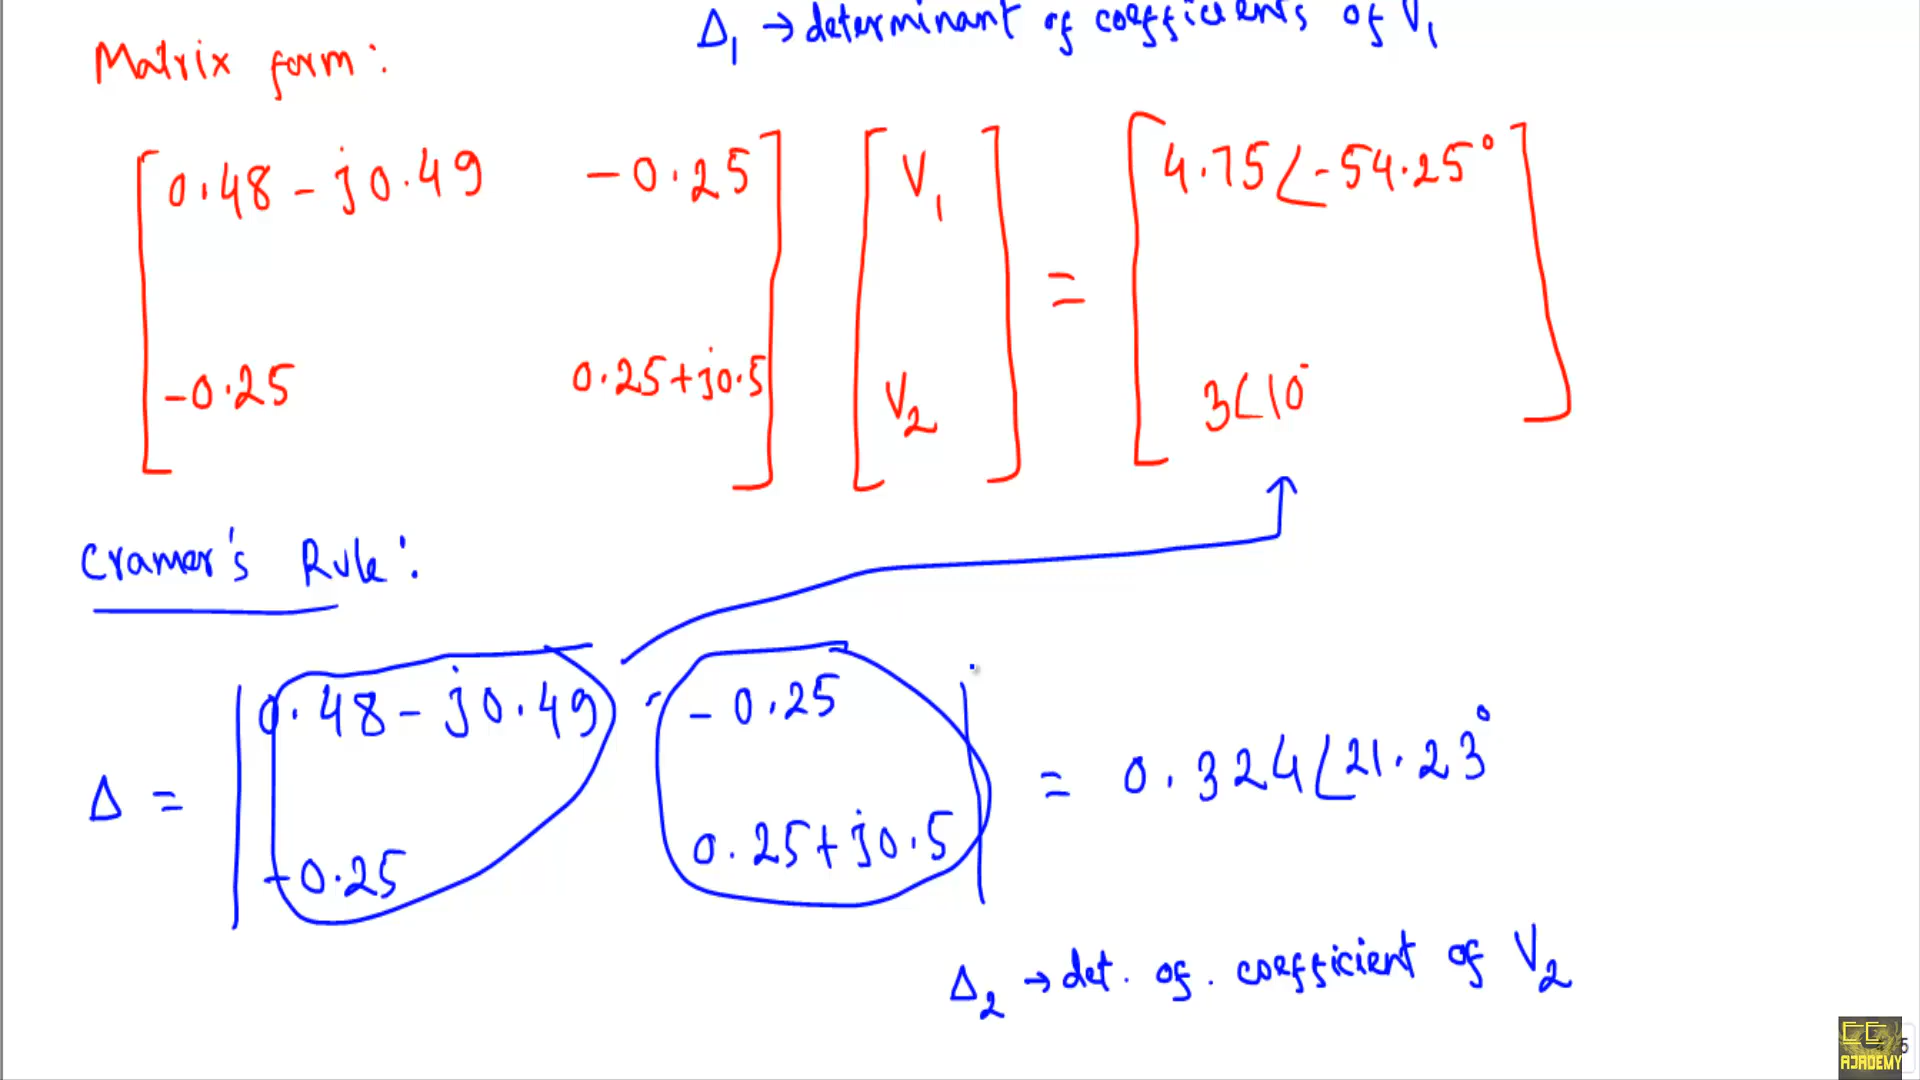 Δ₁ → determinant of coefficients of V₁
Matrix form:
[ 0.48 - j0.49   -0.25 ] [ V₁ ] = [ 4.75∠-54.25° ]
[ -0.25   0.25+j0.5 ] [ V₂ ] [ 3∠10° ]
Cramer's Rule:
Δ = | 0.48 - j0.49   -0.25 | = 0.324∠21.23°
| -0.25   0.25+j0.5 |
Δ₂ → det. of. coefficient of V₂
EE
AJADEMY